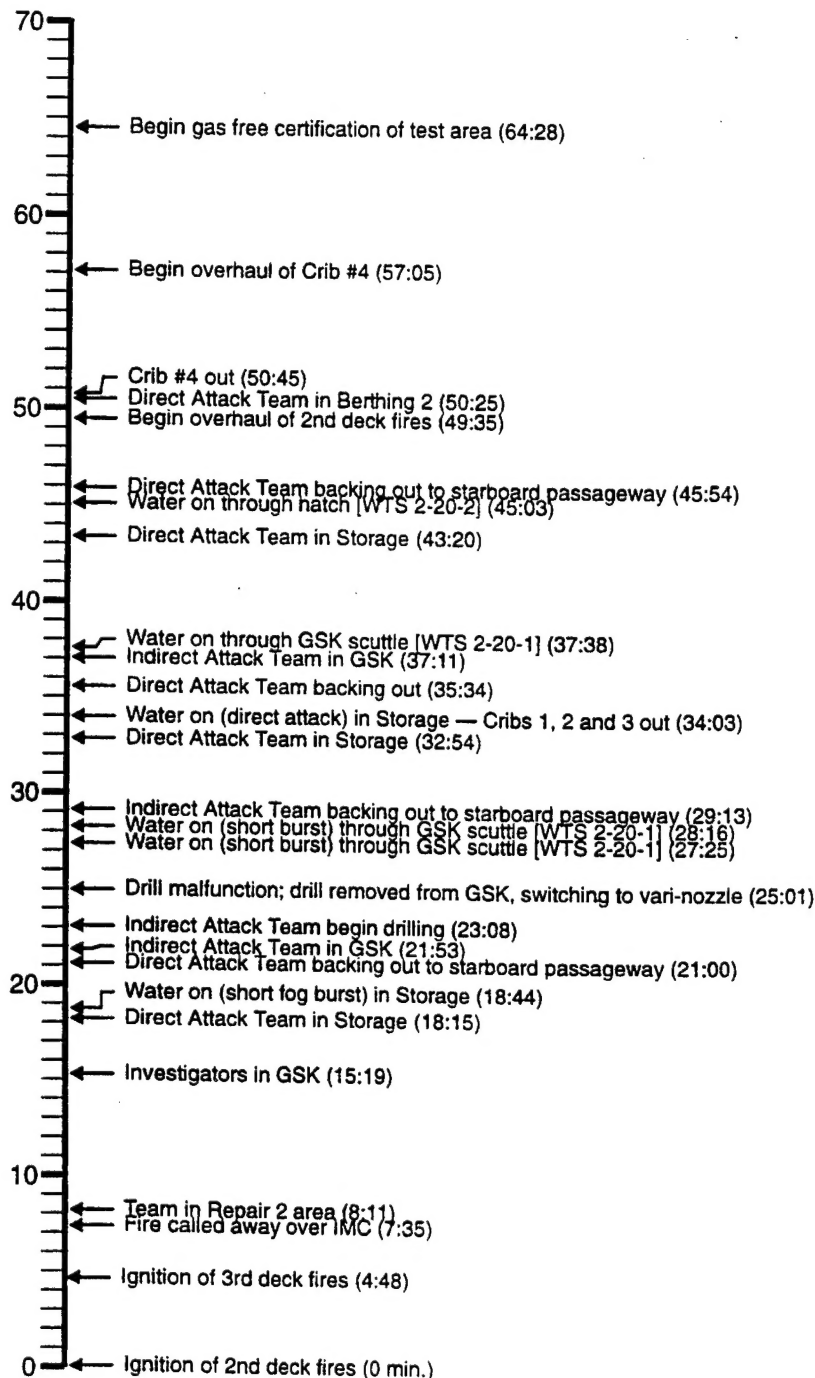 70
Begin gas free certification of test area (64:28)
60
Begin overhaul of Crib #4 (57:05)
Crib #4 out (50:45)
50
Direct Attack Team in Berthing 2 (50:25)
Begin overhaul of 2nd deck fires (49:35)
Direct Attack Team backing out to starboard passageway (45:54)
Water on through hatch [WTS 2-20-2] (45:03)
Direct Attack Team in Storage (43:20)
40
Water on through GSK scuttle [WTS 2-20-1] (37:38)
Indirect Attack Team in GSK (37:11)
Direct Attack Team backing out (35:34)
Water on (direct attack) in Storage — Cribs 1, 2 and 3 out (34:03)
Direct Attack Team in Storage (32:54)
30
Indirect Attack Team backing out to starboard passageway (29:13)
Water on (short burst) through GSK scuttle [WTS 2-20-1] (28:16)
Water on (short burst) through GSK scuttle [WTS 2-20-1] (27:25)
Drill malfunction; drill removed from GSK, switching to vari-nozzle (25:01)
Indirect Attack Team begin drilling (23:08)
Indirect Attack Team in GSK (21:53)
Direct Attack Team backing out to starboard passageway (21:00)
20
Water on (short fog burst) in Storage (18:44)
Direct Attack Team in Storage (18:15)
Investigators in GSK (15:19)
10
Team in Repair 2 area (8:11)
Fire called away over IMC (7:35)
Ignition of 3rd deck fires (4:48)
0
Ignition of 2nd deck fires (0 min.)